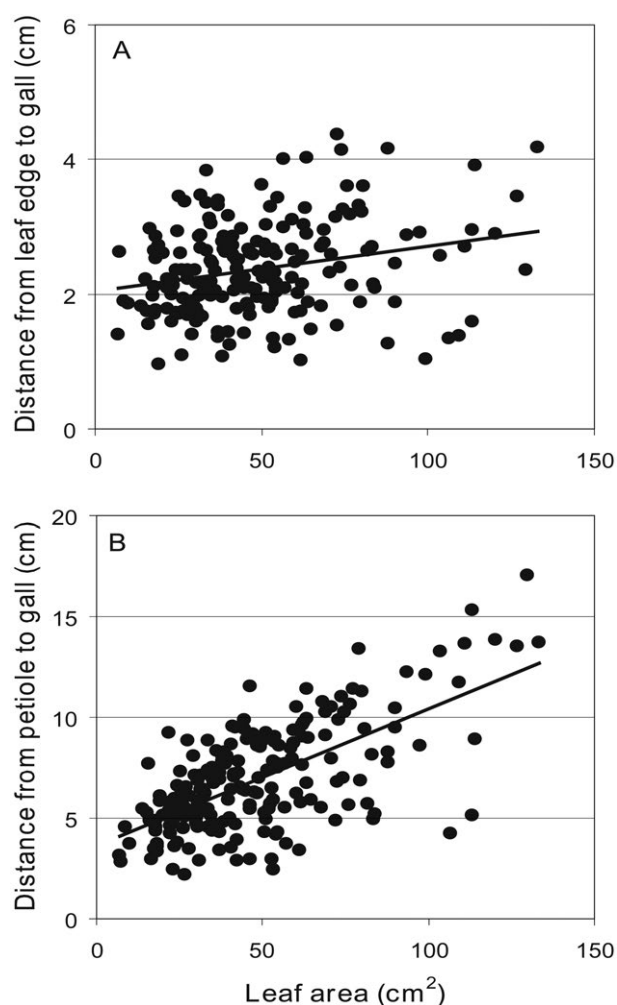 Distance from leaf edge to gall (cm)
A
6
4
2
0
0 50 100 150
Distance from petiole to gall (cm)
B
20
15
10
5
0
0 50 100 150
Leaf area (cm²)